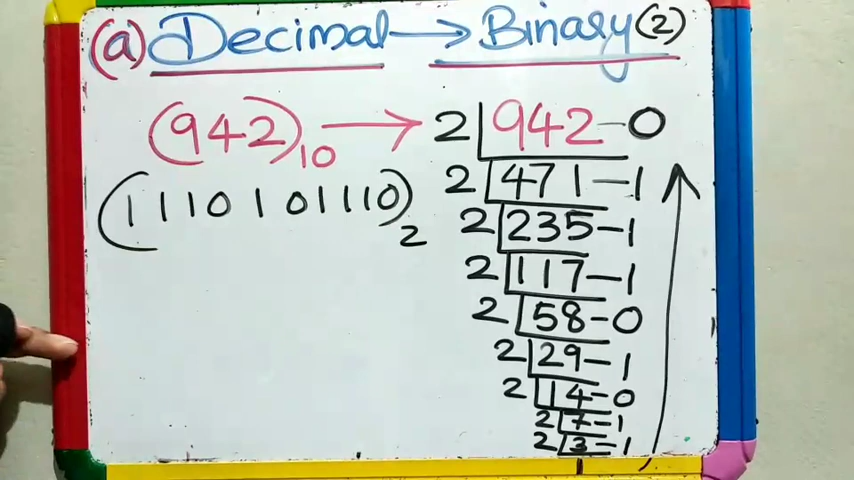 (a) Decimal → Binary (2)
(942)10 → 2 942 - 0
(1110101110)2
2 471 - 1
2 235 - 1
2 117 - 1
2 58 - 0
2 29 - 1
2 14 - 0
2 7 - 1
2 3 - 1
1